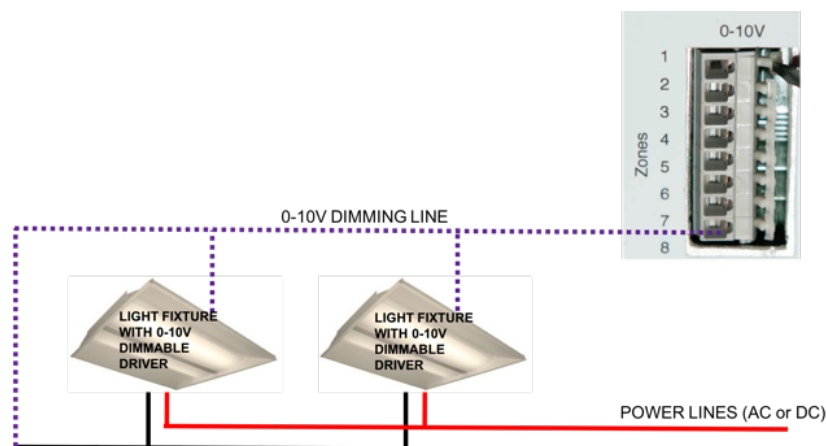 0-10V
1
2
3
4
5
6
7
8
Zones
0-10V DIMMING LINE
LIGHT FIXTURE
WITH 0-10V
DIMMABLE
DRIVER
LIGHT FIXTURE
WITH 0-10V
DIMMABLE
DRIVER
POWER LINES (AC or DC)